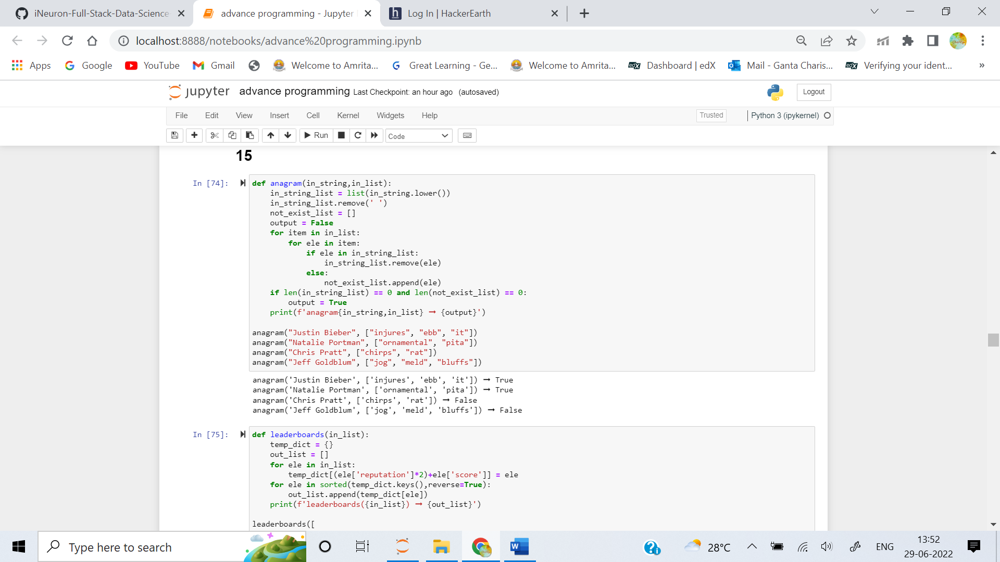 iNeuron-Full-Stack-Data-Science
advance programming - Jupyter
Log In | HackerEarth
localhost:8888/notebooks/advance%20programming.ipynb
Apps Google YouTube Gmail Welcome to Amrita... Great Learning - Ge... Welcome to Amrita... Dashboard | edX Mail - Ganta Charis... Verifying your ident... »
jupyter advance programming Last Checkpoint: an hour ago (autosaved)
Logout
File Edit View Insert Cell Kernel Widgets Help Trusted Python 3 (ipykernel)
Run Code
15
In [74]:
def anagram(in_string,in_list):
    in_string_list = list(in_string.lower())
    in_string_list.remove(' ')
    not_exist_list = []
    output = False
    for item in in_list:
        for ele in item:
            if ele in in_string_list:
                in_string_list.remove(ele)
            else:
                not_exist_list.append(ele)
    if len(in_string_list) == 0 and len(not_exist_list) == 0:
        output = True
    print(f'anagram{in_string,in_list} ➞ {output}')
anagram("Justin Bieber", ["injures", "ebb", "it"])
anagram("Natalie Portman", ["ornamental", "pita"])
anagram("Chris Pratt", ["chirps", "rat"])
anagram("Jeff Goldblum", ["jog", "meld", "bluffs"])
anagram('Justin Bieber', ['injures', 'ebb', 'it']) ➞ True
anagram('Natalie Portman', ['ornamental', 'pita']) ➞ True
anagram('Chris Pratt', ['chirps', 'rat']) ➞ False
anagram('Jeff Goldblum', ['jog', 'meld', 'bluffs']) ➞ False
In [75]:
def leaderboards(in_list):
    temp_dict = {}
    out_list = []
    for ele in in_list:
        temp_dict[(ele['reputation']*2)+ele['score']] = ele
    for ele in sorted(temp_dict.keys(),reverse=True):
        out_list.append(temp_dict[ele])
    print(f'leaderboards({in_list}) ➞ {out_list}')
leaderboards([
Type here to search
28°C
ENG
13:52
29-06-2022